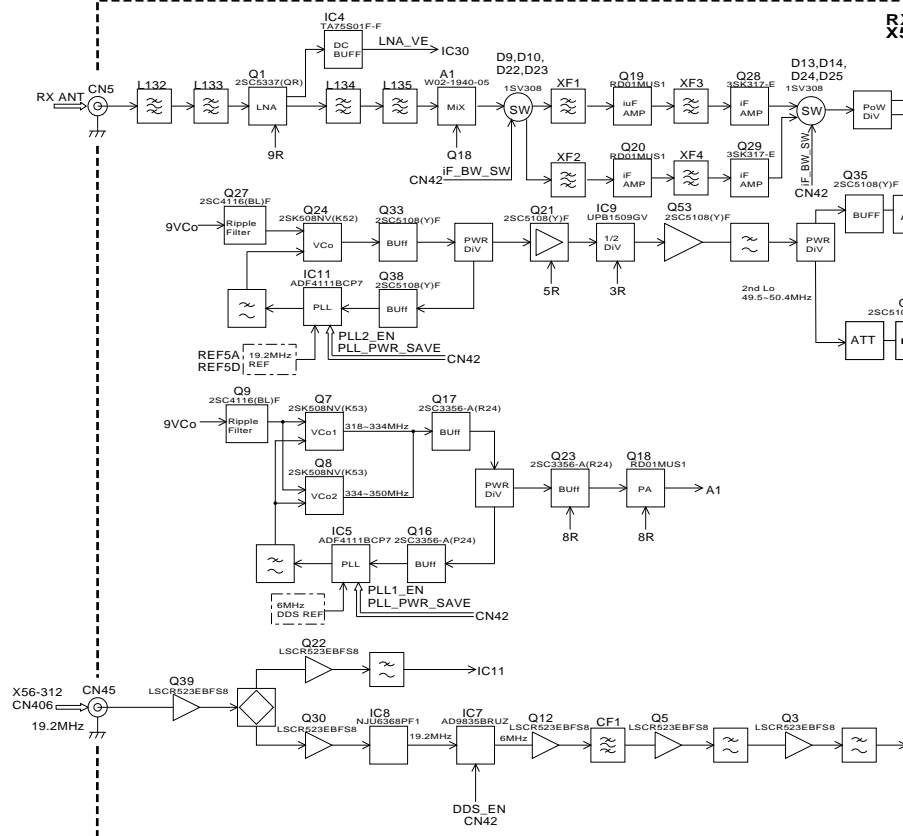 RX
X5
IC4
TA75S01F-F
DC
BUFF
LNA_VE
IC30
RX ANT
CN5
L132
L133
Q1
2SC5337(QR)
LNA
9R
L134
L135
A1
W02-1940-05
MiX
Q18
D9,D10,
D22,D23
SW
CN42
iF_BW_SW
XF1
Q19
RD01MUS1
iuF
AMP
XF3
Q28
3SK317-E
iF
AMP
D13,D14,
D24,D25
1SV308
SW
PoW
DiV
1SV308
XF2
Q20
RD01MUS1
iF
AMP
XF4
Q29
3SK317-E
iF
AMP
iF_BW_SW
CN42
Q27
2SC4116(BL)F
9VCo
Ripple
Filter
Q24
2SK508NV(K52)
VCo
Q33
2SC5108(Y)F
BUff
PWR
DiV
Q21
2SC5108(Y)F
5R
IC9
UPB1509GV
1/2
DiV
3R
Q53
2SC5108(Y)F
PWR
DiV
Q35
2SC5108(Y)F
BUFF
2nd Lo
49.5~50.4MHz
ATT
2SC510
IC11
ADF4111BCP7
PLL
Q38
2SC5108(Y)F
BUff
PLL2_EN
PLL_PWR_SAVE
CN42
REF5A
REF5D
19.2MHz
REF
Q9
2SC4116(BL)F
9VCo
Ripple
Filter
Q7
2SK508NV(K53)
VCo1
318~334MHz
Q17
2SC3356-A(R24)
BUff
Q8
2SK508NV(K53)
VCo2
334~350MHz
PWR
DiV
Q23
2SC3356-A(R24)
BUff
8R
Q18
RD01MUS1
PA
8R
A1
IC5
ADF4111BCP7
PLL
Q16
2SC3356-A(P24)
BUff
PLL1_EN
PLL_PWR_SAVE
CN42
6MHz
DDS REF
X56-312
CN406
19.2MHz
CN45
Q39
LSCR523EBFS8
Q22
LSCR523EBFS8
IC11
Q30
LSCR523EBFS8
IC8
NJU6368PF1
19.2MHz
IC7
AD9835BRUZ
6MHz
DDS_EN
CN42
Q12
LSCR523EBFS8
CF1
Q5
LSCR523EBFS8
Q3
LSCR523EBFS8